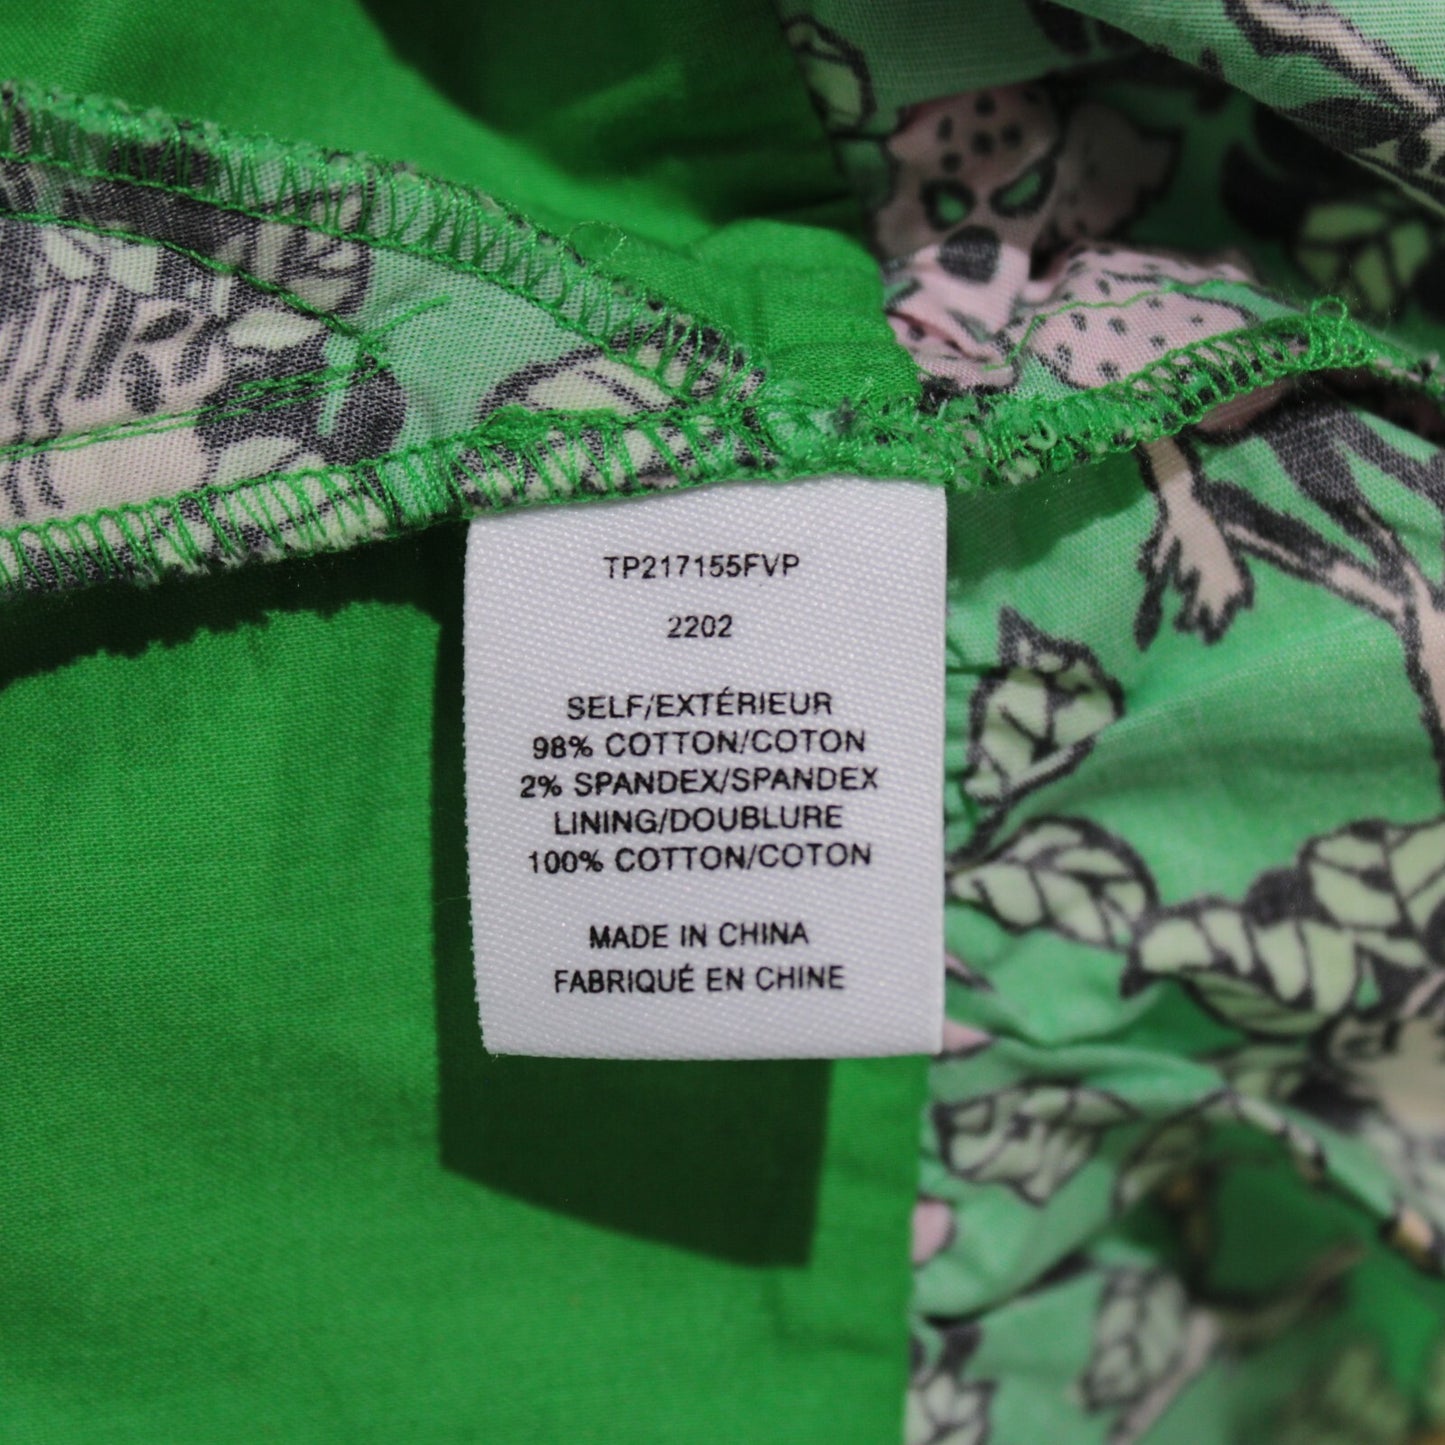 TP217155FVP
2202
SELF/EXTÉRIEUR
98% COTTON/COTON
2% SPANDEX/SPANDEX
LINING/DOUBLURE
100% COTTON/COTON
MADE IN CHINA
FABRIQUÉ EN CHINE